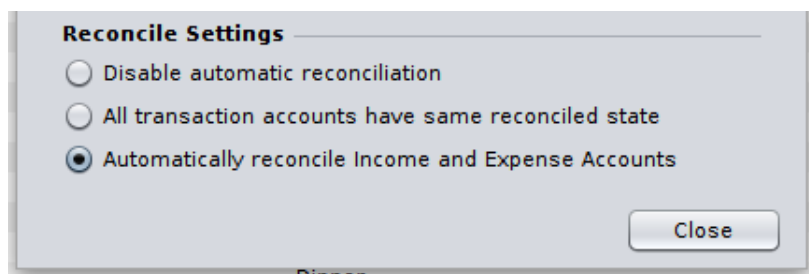 Reconcile Settings
Disable automatic reconciliation
All transaction accounts have same reconciled state
Automatically reconcile Income and Expense Accounts
Close